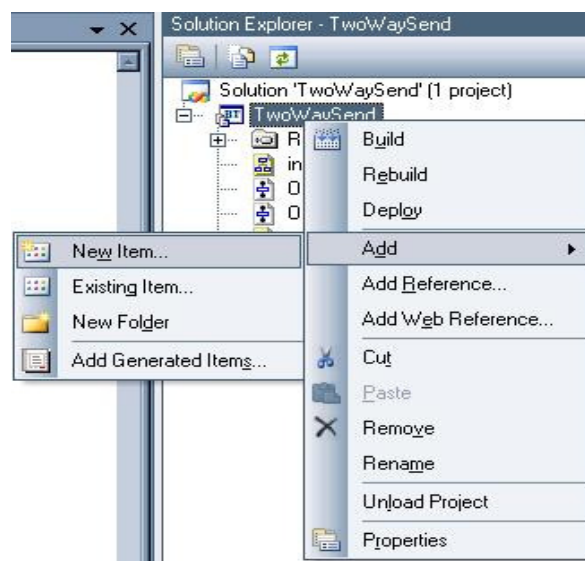 Solution Explorer - TwoWaySend
Solution 'TwoWaySend' (1 project)
TwoWaySend
R
in
O
O
Build
Rebuild
Deploy
Add
Add Reference...
Add Web Reference...
Cut
Paste
Remove
Rename
Unload Project
Properties
New Item...
Existing Item...
New Folder
Add Generated Items...